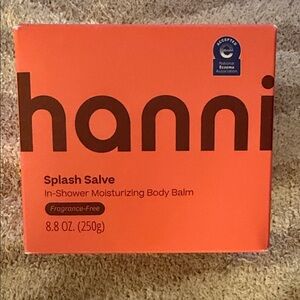 ACCEPTED
National
Eczema
Association
hanni
Splash Salve
In-Shower Moisturizing Body Balm
Fragrance-Free
8.8 OZ. (250g)